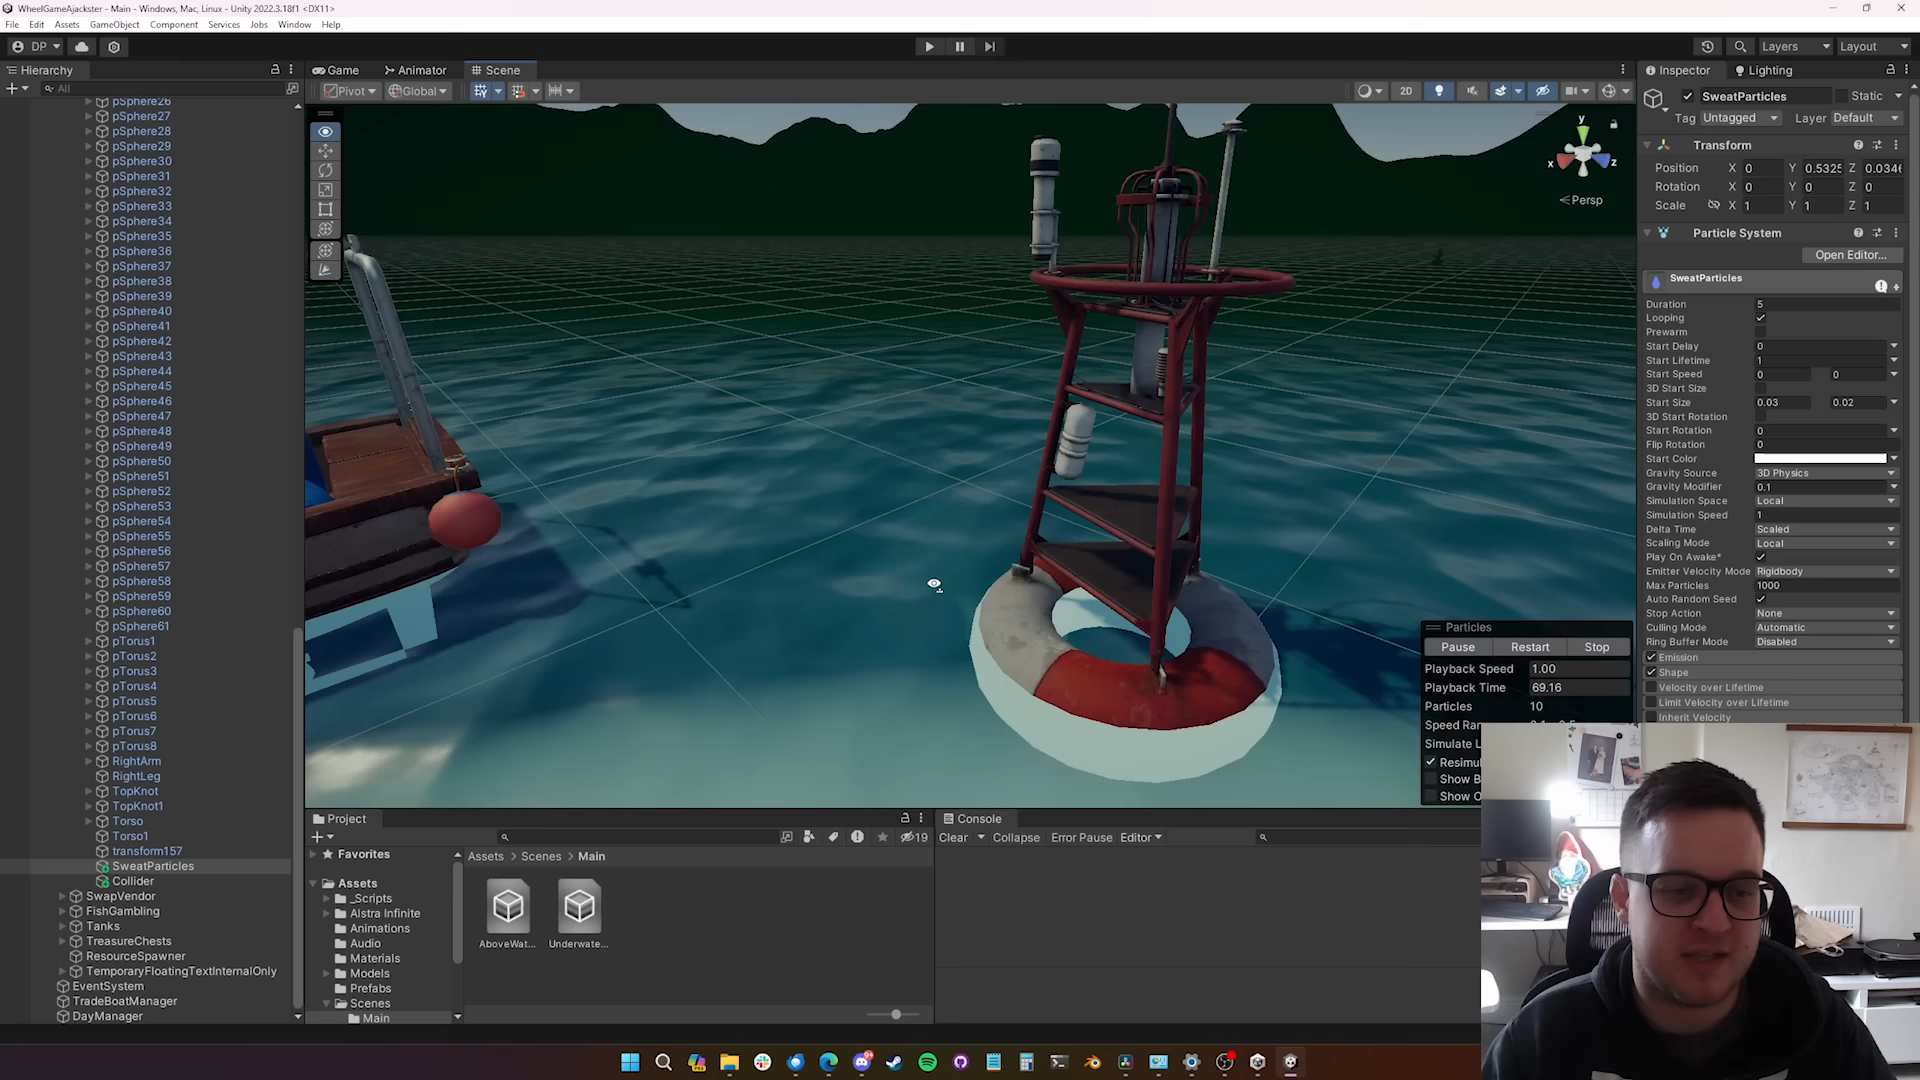 WheelGameAjackster - Main - Windows, Mac, Linux - Unity 2022.3.18f1 <DX11>
File Edit Assets GameObject Component Services Jobs Window Help
DP
Layers Layout
Hierarchy
All
pSphere26
pSphere27
pSphere28
pSphere29
pSphere30
pSphere31
pSphere32
pSphere33
pSphere34
pSphere35
pSphere36
pSphere37
pSphere38
pSphere39
pSphere40
pSphere41
pSphere42
pSphere43
pSphere44
pSphere45
pSphere46
pSphere47
pSphere48
pSphere49
pSphere50
pSphere51
pSphere52
pSphere53
pSphere54
pSphere55
pSphere56
pSphere57
pSphere58
pSphere59
pSphere60
pSphere61
pTorus1
pTorus2
pTorus3
pTorus4
pTorus5
pTorus6
pTorus7
pTorus8
RightArm
RightLeg
TopKnot
TopKnot1
Torso
Torso1
transform157
SweatParticles
Collider
SwapVendor
FishGambling
Tanks
TreasureChests
ResourceSpawner
TemporaryFloatingTextInternalOnly
EventSystem
TradeBoatManager
DayManager
Game Animator Scene
Pivot Global 2D
y
x z
Persp
Particles
Pause Restart Stop
Playback Speed 1.00
Playback Time 69.16
Particles 10
Speed Ran
Simulate L
Resimul
Show B
Show O
Project
19
Favorites
Assets
_Scripts
Alstra Infinite
Animations
Audio
Materials
Models
Prefabs
Scenes
Main
Assets Scenes Main
AboveWat... Underwate...
Console
Clear Collapse Error Pause Editor
Inspector Lighting
SweatParticles Static
Tag Untagged Layer Default
Transform
Position X 0 Y 0.5325 Z 0.0346
Rotation X 0 Y 0 Z 0
Scale X 1 Y 1 Z 1
Particle System
Open Editor...
SweatParticles
Duration 5
Looping
Prewarm
Start Delay 0
Start Lifetime 1
Start Speed 0 0
3D Start Size
Start Size 0.03 0.02
3D Start Rotation
Start Rotation 0
Flip Rotation 0
Start Color
Gravity Source 3D Physics
Gravity Modifier 0.1
Simulation Space Local
Simulation Speed 1
Delta Time Scaled
Scaling Mode Local
Play On Awake*
Emitter Velocity Mode Rigidbody
Max Particles 1000
Auto Random Seed
Stop Action None
Culling Mode Automatic
Ring Buffer Mode Disabled
Emission
Shape
Velocity over Lifetime
Limit Velocity over Lifetime
Inherit Velocity